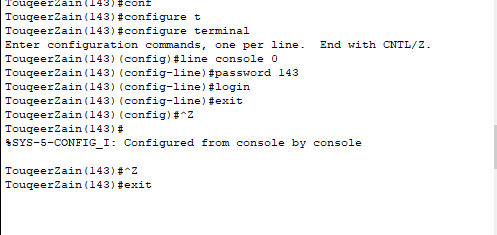 TouqeerZain(143)#conf
TouqeerZain(143)#configure t
TouqeerZain(143)#configure terminal
Enter configuration commands, one per line.  End with CNTL/Z.
TouqeerZain(143)(config)#line console 0
TouqeerZain(143)(config-line)#password 143
TouqeerZain(143)(config-line)#login
TouqeerZain(143)(config-line)#exit
TouqeerZain(143)(config)#^Z
TouqeerZain(143)#
%SYS-5-CONFIG_I: Configured from console by console
TouqeerZain(143)#^Z
TouqeerZain(143)#exit